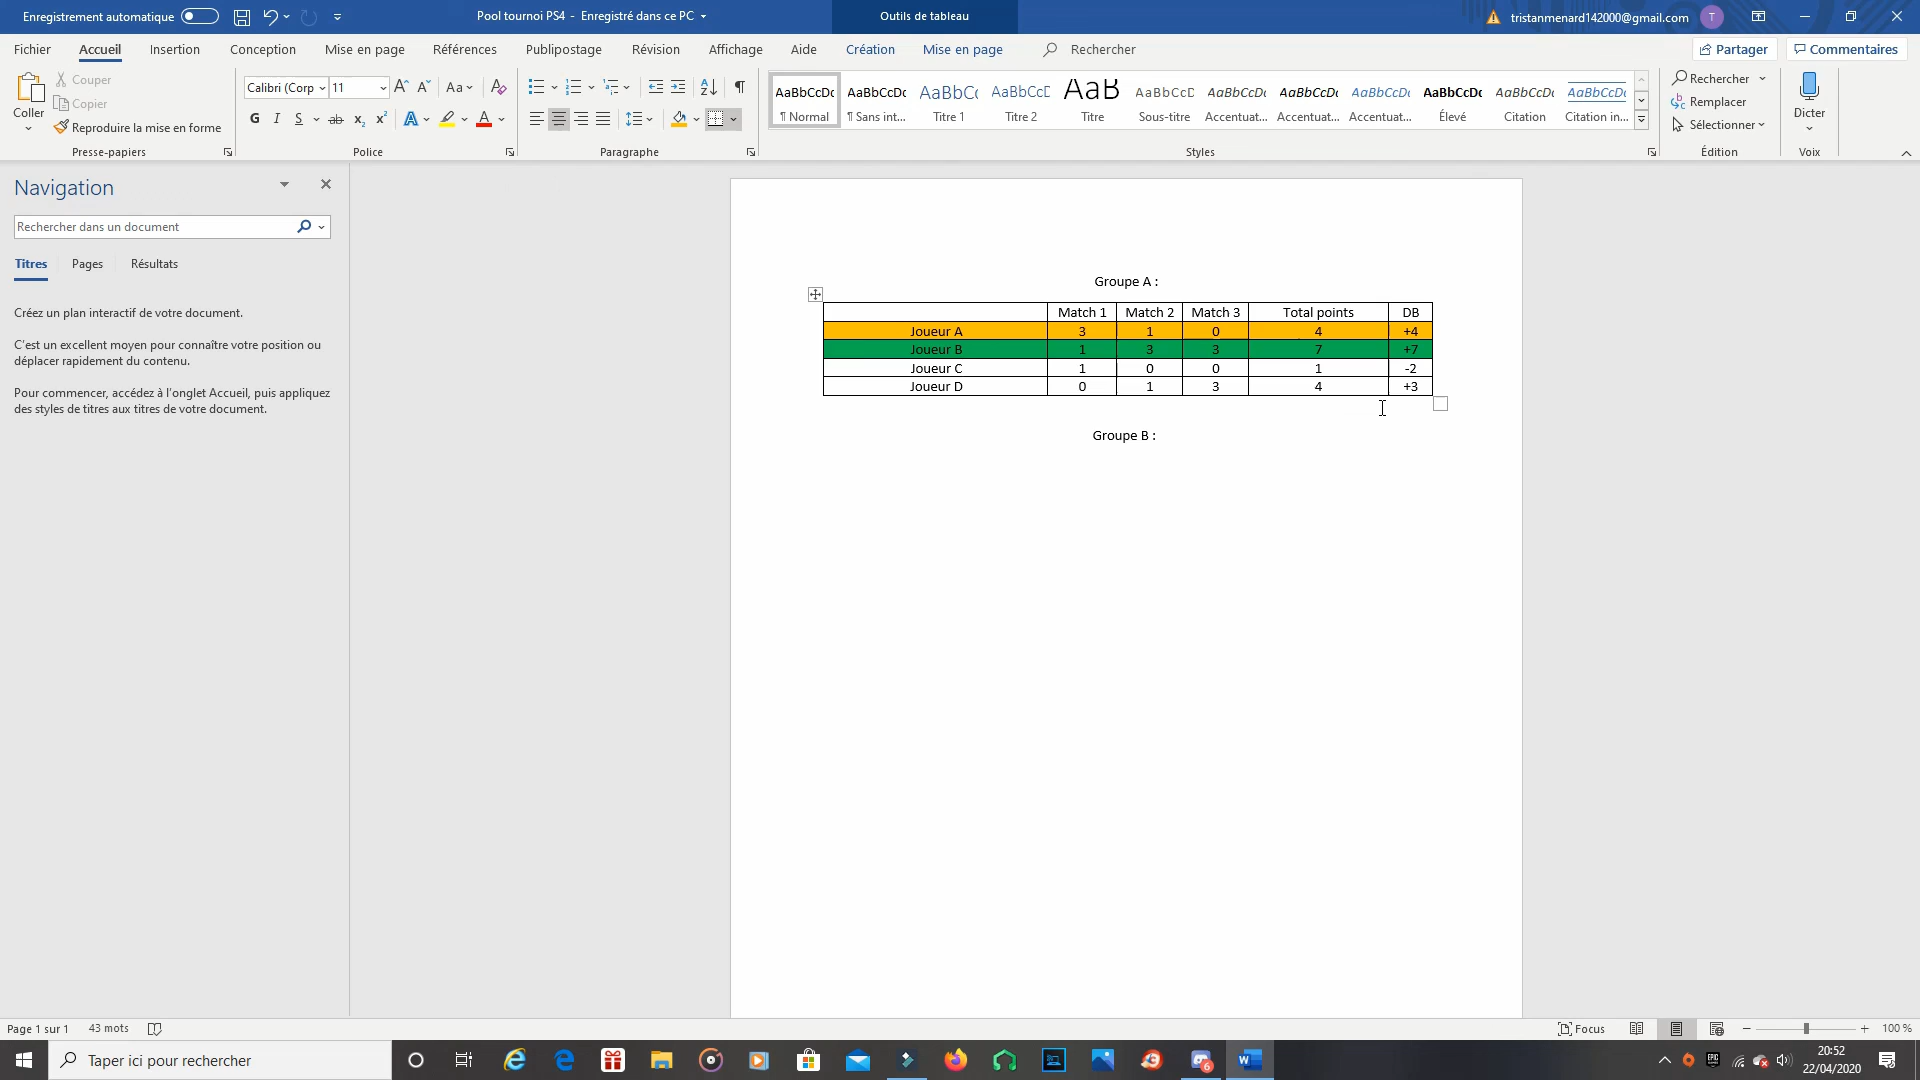 Enregistrement automatique
Pool tournoi PS4 - Enregistré dans ce PC
Outils de tableau
tristanmenard142000@gmail.com
T
Fichier Accueil Insertion Conception Mise en page Références Publipostage Révision Affichage Aide Création Mise en page Rechercher
Partager Commentaires
Coller
Couper
Copier
Reproduire la mise en forme
Presse-papiers
Calibri (Corp 11
G I S ab x₂ x²
Police
Paragraphe
AaBbCcDc AaBbCcDc AaBbCc AaBbCcD AaB AaBbCcD AaBbCcDc AaBbCcDc AaBbCcDc AaBbCcDc AaBbCcDc AaBbCcDc
¶ Normal ¶ Sans int... Titre 1 Titre 2 Titre Sous-titre Accentuat... Accentuat... Accentuat... Élevé Citation Citation in...
Styles
Rechercher
Remplacer
Sélectionner
Édition
Dicter
Voix
Navigation
Rechercher dans un document
Titres Pages Résultats
Créez un plan interactif de votre document.
C'est un excellent moyen pour connaître votre position ou
déplacer rapidement du contenu.
Pour commencer, accédez à l'onglet Accueil, puis appliquez
des styles de titres aux titres de votre document.
Groupe A :
Match 1 Match 2 Match 3 Total points DB
Joueur A 3 1 0 4 +4
Joueur B 1 3 3 7 +7
Joueur C 1 0 0 1 -2
Joueur D 0 1 3 4 +3
Groupe B :
Page 1 sur 1 43 mots
Focus
100 %
Taper ici pour rechercher
20:52
22/04/2020